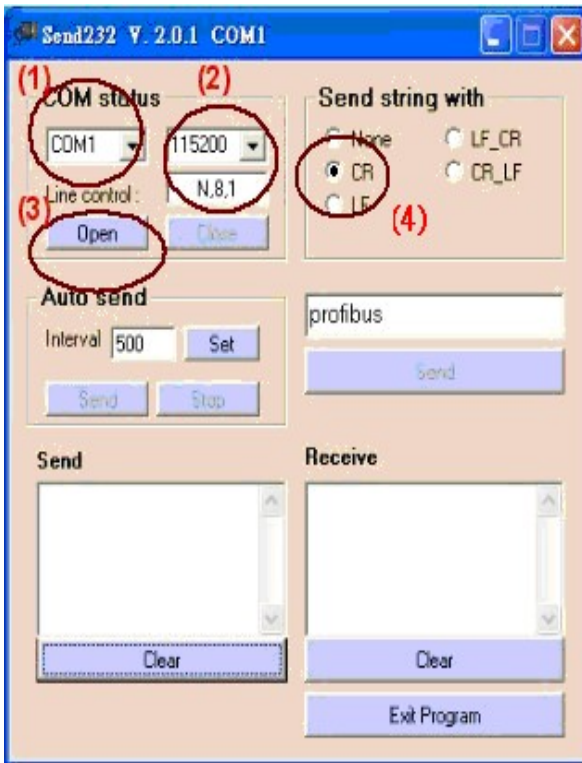 Send232 V. 2.0.1 COM1
(1)
(2)
COM status
COM1
115200
Line control :
N,8,1
(3)
Open
Close
Send string with
None
LF_CR
CR
CR_LF
LF
(4)
Auto send
Interval
500
Set
Send
Stop
profibus
Send
Send
Clear
Receive
Clear
Exit Program